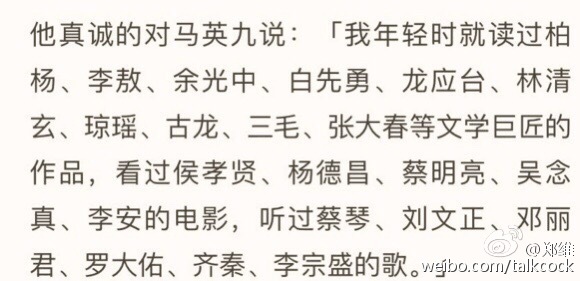 他真诚的对马英九说：「我年轻时就读过柏
杨、李敖、余光中、白先勇、龙应台、林清
玄、琼瑶、古龙、三毛、张大春等文学巨匠的
作品，看过侯孝贤、杨德昌、蔡明亮、吴念
真、李安的电影，听过蔡琴、刘文正、邓丽
君、罗大佑、齐秦、李宗盛的歌。」
@郑维
weibo.com/talkcock